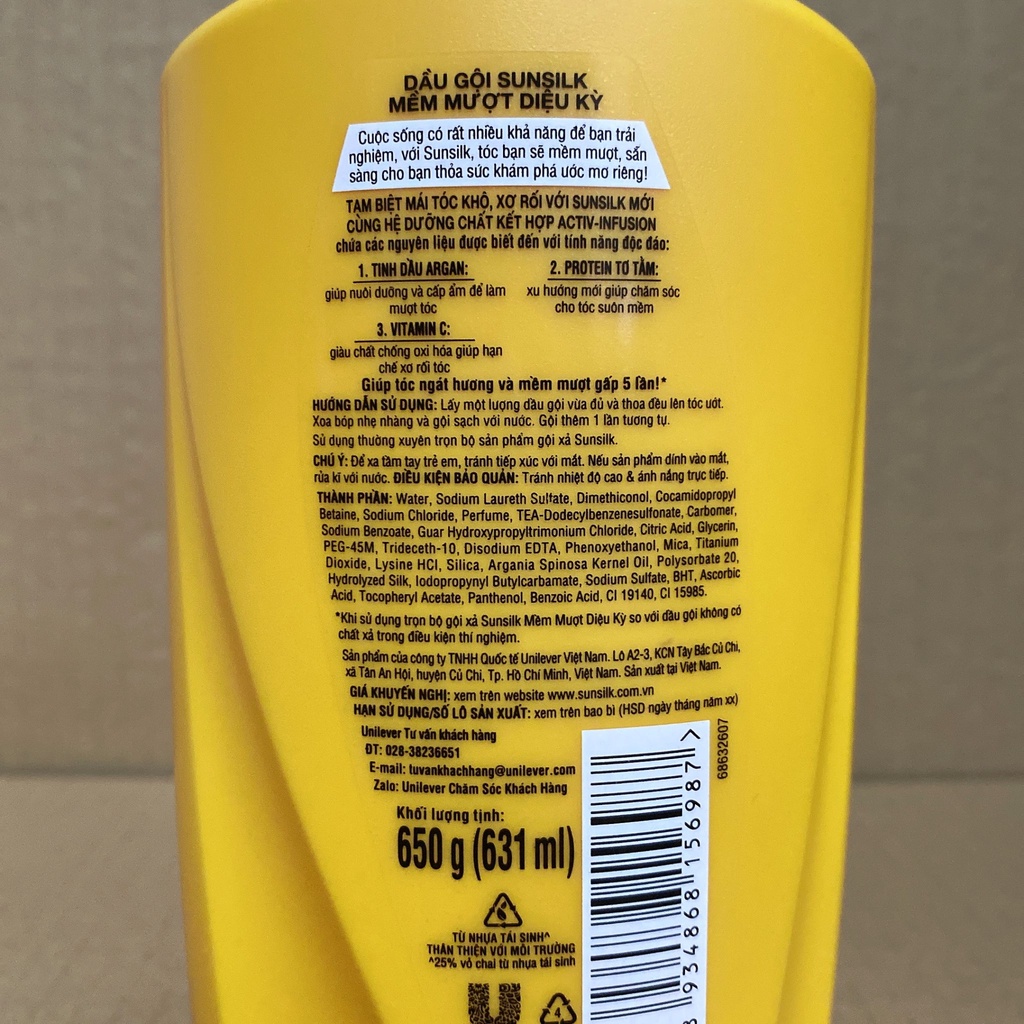 DẦU GỘI SUNSILK
MỀM MƯỢT DIỆU KỲ
Cuộc sống có rất nhiều khả năng để bạn trải
nghiệm, với Sunsilk, tóc bạn sẽ mềm mượt, sẵn
sàng cho bạn thỏa sức khám phá ước mơ riêng!
TẠM BIỆT MÁI TÓC KHÔ, XƠ RỐI VỚI SUNSILK MỚI
CÙNG HỆ DƯỠNG CHẤT KẾT HỢP ACTIV-INFUSION
chứa các nguyên liệu được biết đến với tính năng độc đáo:
1. TINH DẦU ARGAN:
giúp nuôi dưỡng và cấp ẩm để làm
mượt tóc
2. PROTEIN TƠ TẰM:
xu hướng mới giúp chăm sóc
cho tóc suôn mềm
3. VITAMIN C:
giàu chất chống oxi hóa giúp hạn
chế xơ rối tóc
Giúp tóc ngát hương và mềm mượt gấp 5 lần!*
HƯỚNG DẪN SỬ DỤNG: Lấy một lượng dầu gội vừa đủ và thoa đều lên tóc ướt.
Xoa bóp nhẹ nhàng và gội sạch với nước. Gội thêm 1 lần tương tự.
Sử dụng thường xuyên trọn bộ sản phẩm gội xả Sunsilk.
CHÚ Ý: Để xa tầm tay trẻ em, tránh tiếp xúc với mắt. Nếu sản phẩm dính vào mắt,
rửa kĩ với nước. ĐIỀU KIỆN BẢO QUẢN: Tránh nhiệt độ cao & ánh nắng trực tiếp.
THÀNH PHẦN: Water, Sodium Laureth Sulfate, Dimethiconol, Cocamidopropyl
Betaine, Sodium Chloride, Perfume, TEA-Dodecylbenzenesulfonate, Carbomer,
Sodium Benzoate, Guar Hydroxypropyltrimonium Chloride, Citric Acid, Glycerin,
PEG-45M, Trideceth-10, Disodium EDTA, Phenoxyethanol, Mica, Titanium
Dioxide, Lysine HCl, Silica, Argania Spinosa Kernel Oil, Polysorbate 20,
Hydrolyzed Silk, Iodopropynyl Butylcarbamate, Sodium Sulfate, BHT, Ascorbic
Acid, Tocopheryl Acetate, Panthenol, Benzoic Acid, CI 19140, CI 15985.
*Khi sử dụng trọn bộ gội xả Sunsilk Mềm Mượt Diệu Kỳ so với dầu gội không có
chất xả trong điều kiện thí nghiệm.
Sản phẩm của công ty TNHH Quốc tế Unilever Việt Nam. Lô A2-3, KCN Tây Bắc Củ Chi,
xã Tân An Hội, huyện Củ Chi, Tp. Hồ Chí Minh, Việt Nam. Sản xuất tại Việt Nam.
GIÁ KHUYẾN NGHỊ: xem trên website www.sunsilk.com.vn
HẠN SỬ DỤNG/SỐ LÔ SẢN XUẤT: xem trên bao bì (HSD ngày tháng năm xx)
Unilever Tư vấn khách hàng
ĐT: 028-38236651
E-mail: tuvankhachhang@unilever.com
Zalo: Unilever Chăm Sóc Khách Hàng
Khối lượng tịnh:
650 g (631 ml)
TỪ NHỰA TÁI SINH^
THÂN THIỆN VỚI MÔI TRƯỜNG
^25% vỏ chai từ nhựa tái sinh
4
8 934868 156987 >
68632607